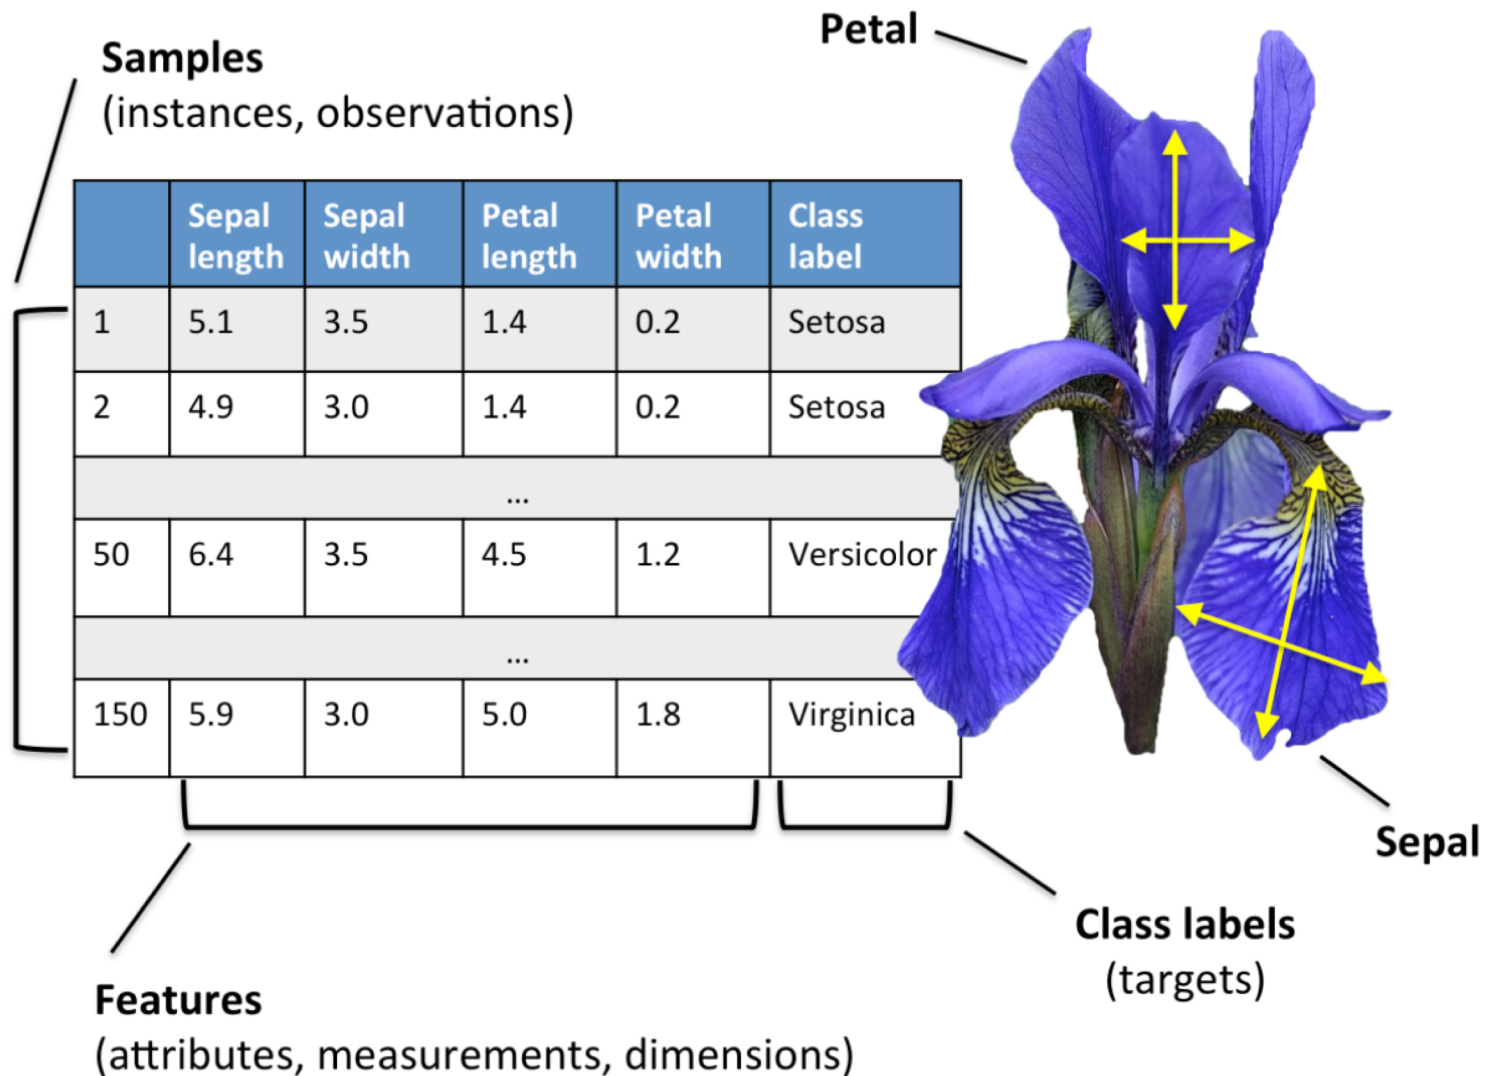 Petal
Samples
(instances, observations)
Sepal length Sepal width Petal length Petal width Class label
1 5.1 3.5 1.4 0.2 Setosa
2 4.9 3.0 1.4 0.2 Setosa
...
50 6.4 3.5 4.5 1.2 Versicolor
...
150 5.9 3.0 5.0 1.8 Virginica
Sepal
Class labels
(targets)
Features
(attributes, measurements, dimensions)